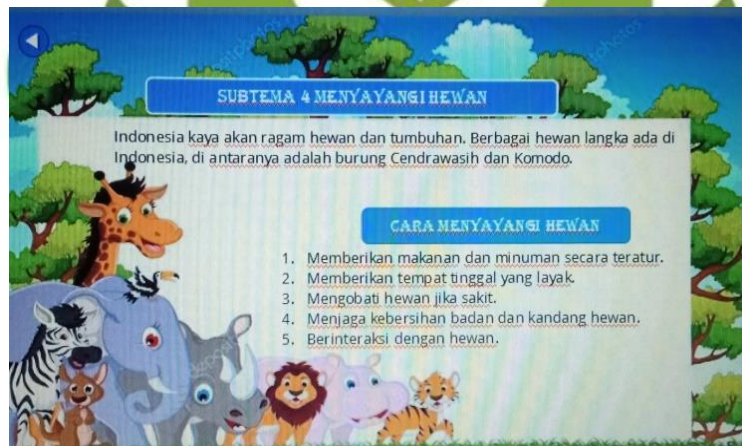 SUBTEMA 4 MENYAYANGI HEWAN
Indonesia kaya akan ragam hewan dan tumbuhan. Berbagai hewan langka ada di
Indonesia, di antaranya adalah burung Cendrawasih dan Komodo.
CARA MENYAYANGI HEWAN
1. Memberikan makanan dan minuman secara teratur.
2. Memberikan tempat tinggal yang layak.
3. Mengobati hewan jika sakit.
4. Menjaga kebersihan badan dan kandang hewan.
5. Berinteraksi dengan hewan.